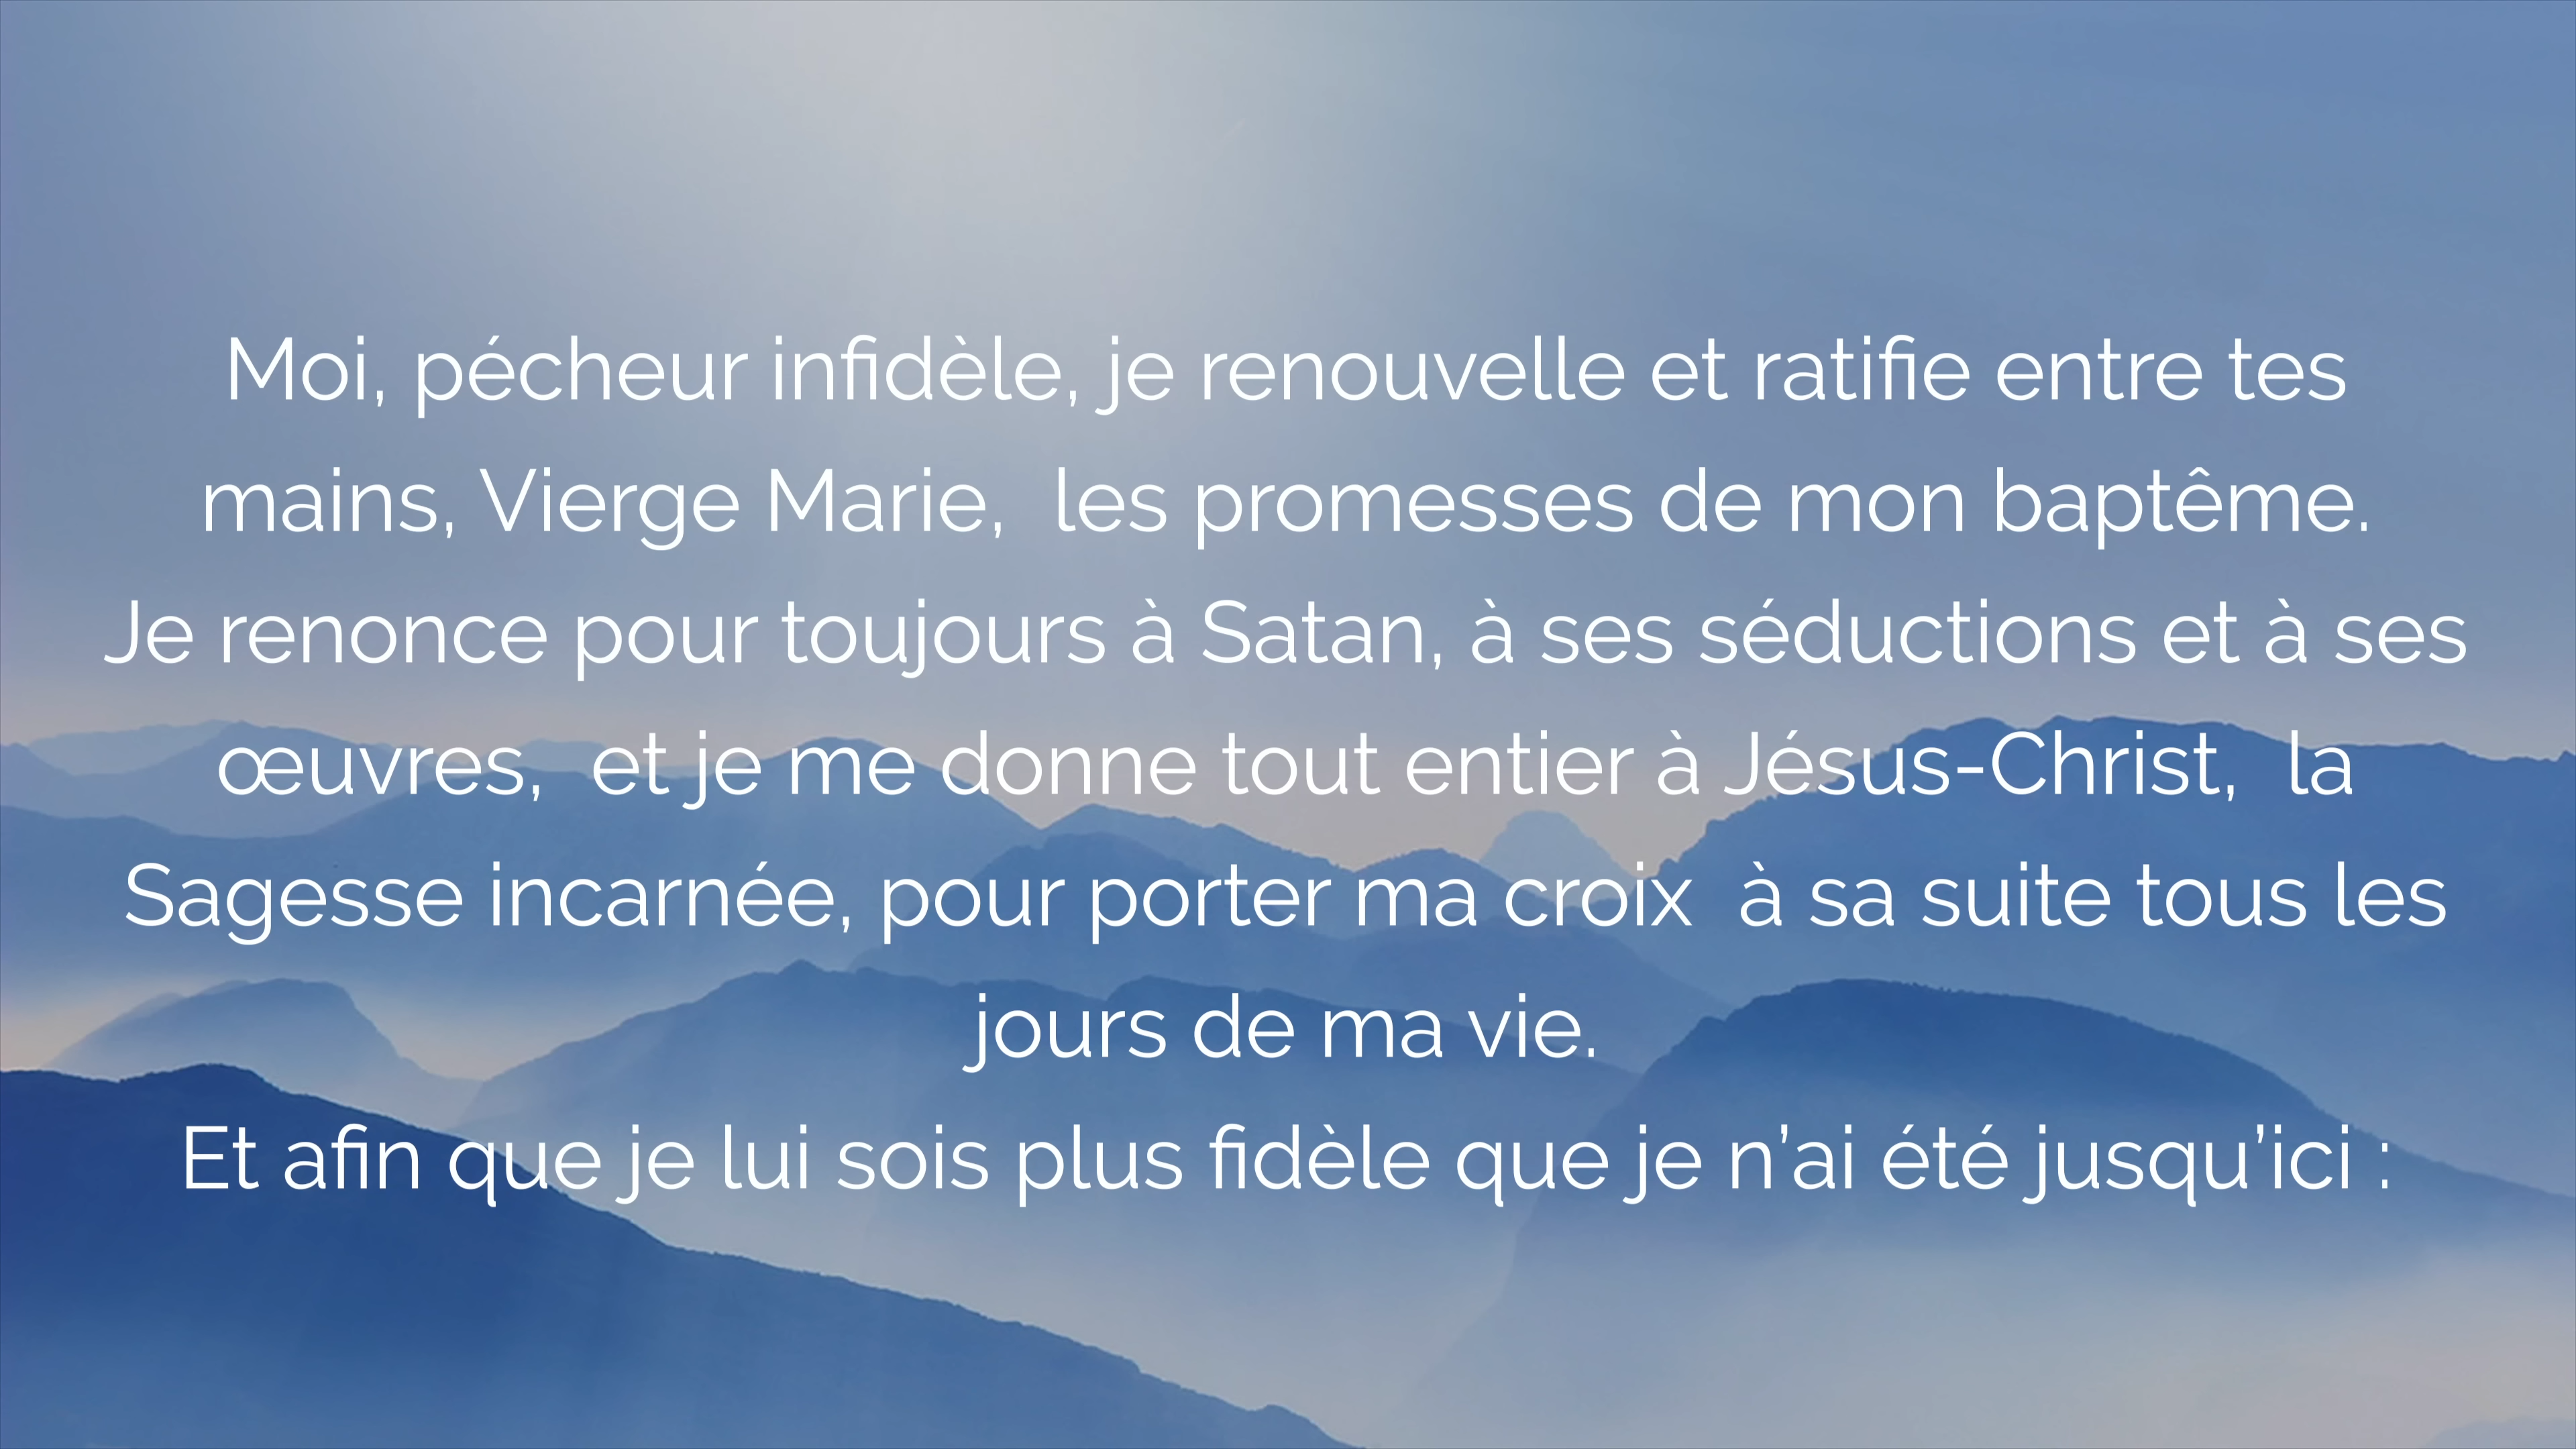 Moi, pécheur infidèle, je renouvelle et ratifie entre tes
mains, Vierge Marie,  les promesses de mon baptême.
Je renonce pour toujours à Satan, à ses séductions et à ses
œuvres,  et je me donne tout entier à Jésus-Christ,  la
Sagesse incarnée, pour porter ma croix  à sa suite tous les
jours de ma vie.
Et afin que je lui sois plus fidèle que je n’ai été jusqu’ici :